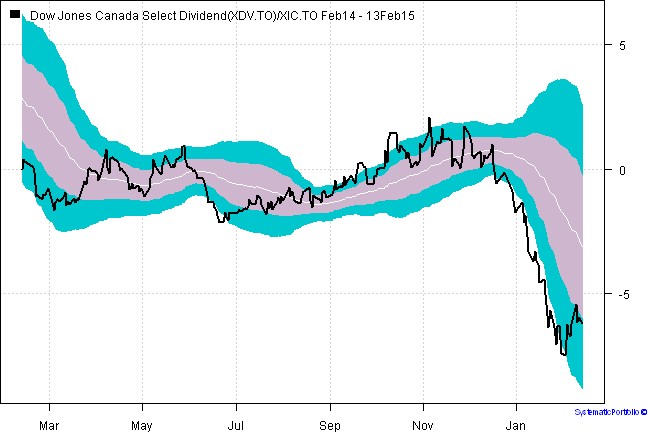 Dow Jones Canada Select Dividend(XDV.TO)/XIC.TO Feb14 - 13Feb15
5
0
-5
Mar May Jul Sep Nov Jan
SystematicPortfolio ©